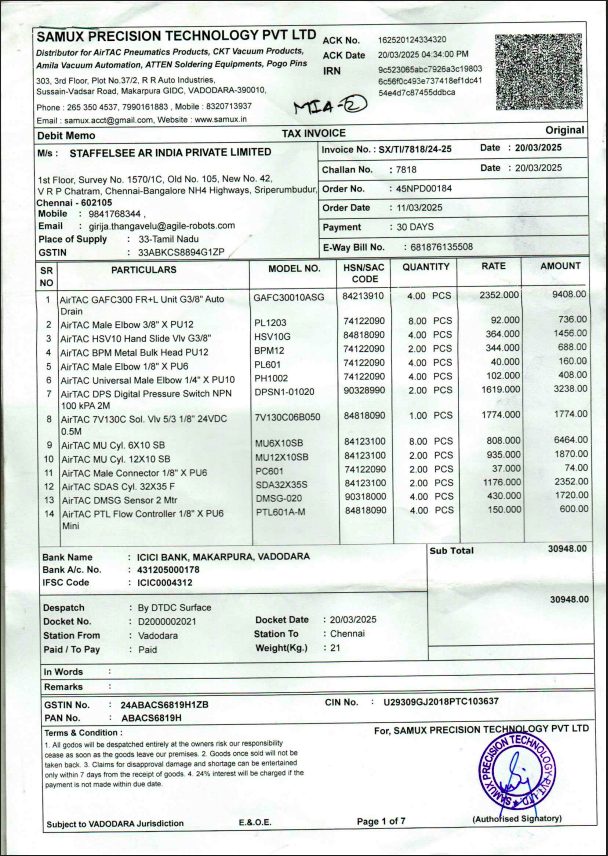 SAMUX PRECISION TECHNOLOGY PVT LTD
Distributor for AirTAC Pneumatics Products, CKT Vacuum Products,
Amila Vacuum Automation, ATTEN Soldering Equipments, Pogo Pins
303, 3rd Floor, Plot No.37/2, R R Auto Industries,
Sussain-Vadsar Road, Makarpura GIDC, VADODARA-390010,
Phone : 265 350 4537, 7990161883 , Mobile : 8320713937
Email : samux.acct@gmail.com, Website : www.samux.in
ACK No. 162520124334320
ACK Date 20/03/2025 04:34:00 PM
IRN 9c523065abc7926a3c19803
6c56f0c493e737418ef1dc41
54e4d7c87455ddbca
MIA-2
Debit Memo TAX INVOICE Original
M/s : STAFFELSEE AR INDIA PRIVATE LIMITED
1st Floor, Survey No. 1570/1C, Old No. 105, New No. 42,
V R P Chatram, Chennai-Bangalore NH4 Highways, Sriperumbudur,
Chennai - 602105
Mobile : 9841768344 ,
Email : girija.thangavelu@agile-robots.com
Place of Supply : 33-Tamil Nadu
GSTIN : 33ABKCS8894G1ZP
Invoice No. : SX/TI/7818/24-25 Date : 20/03/2025
Challan No. : 7818 Date : 20/03/2025
Order No. : 45NPD00184
Order Date : 11/03/2025
Payment : 30 DAYS
E-Way Bill No. : 681876135508
SR NO PARTICULARS MODEL NO. HSN/SAC CODE QUANTITY RATE AMOUNT
1 AirTAC GAFC300 FR+L Unit G3/8" Auto GAFC30010ASG 84213910 4.00 PCS 2352.000 9408.00
Drain
2 AirTAC Male Elbow 3/8" X PU12 PL1203 74122090 8.00 PCS 92.000 736.00
3 AirTAC HSV10 Hand Slide Vlv G3/8" HSV10G 84818090 4.00 PCS 364.000 1456.00
4 AirTAC BPM Metal Bulk Head PU12 BPM12 74122090 2.00 PCS 344.000 688.00
5 AirTAC Male Elbow 1/8" X PU6 PL601 74122090 4.00 PCS 40.000 160.00
6 AirTAC Universal Male Elbow 1/4" X PU10 PH1002 74122090 4.00 PCS 102.000 408.00
7 AirTAC DPS Digital Pressure Switch NPN DPSN1-01020 90328990 2.00 PCS 1619.000 3238.00
100 kPA 2M
8 AirTAC 7V130C Sol. Vlv 5/3 1/8" 24VDC 7V130C06B050 84818090 1.00 PCS 1774.000 1774.00
0.5M
9 AirTAC MU Cyl. 6X10 SB MU6X10SB 84123100 8.00 PCS 808.000 6464.00
10 AirTAC MU Cyl. 12X10 SB MU12X10SB 84123100 2.00 PCS 935.000 1870.00
11 AirTAC Male Connector 1/8" X PU6 PC601 74122090 2.00 PCS 37.000 74.00
12 AirTAC SDAS Cyl. 32X35 F SDA32X35S 84123100 2.00 PCS 1176.000 2352.00
13 AirTAC DMSG Sensor 2 Mtr DMSG-020 90318000 4.00 PCS 430.000 1720.00
14 AirTAC PTL Flow Controller 1/8" X PU6 PTL601A-M 84818090 4.00 PCS 150.000 600.00
Mini
Bank Name : ICICI BANK, MAKARPURA, VADODARA
Bank A/c. No. : 431205000178
IFSC Code : ICIC0004312
Sub Total 30948.00
30948.00
Despatch : By DTDC Surface
Docket No. : D2000002021 Docket Date : 20/03/2025
Station From : Vadodara Station To : Chennai
Paid / To Pay : Paid Weight(Kg.) : 21
In Words :
Remarks :
GSTIN No. : 24ABACS6819H1ZB CIN No. : U29309GJ2018PTC103637
PAN No. : ABACS6819H
Terms & Condition :
1. All godos will be despatched entirely at the owners risk our responsibility
cease as soon as the goods leave our premises. 2. Goods once sold will not be
taken back. 3. Claims for disapproval damage and shortage can be entertained
only within 7 days from the receipt of goods. 4. 24% interest will be charged if the
payment is not made within due date.
For, SAMUX PRECISION TECHNOLOGY PVT LTD
SAMUX PRECISION TECHNOLOGY PVT. LTD.
(Authorised Signatory)
Subject to VADODARA Jurisdiction E.& O.E. Page 1 of 7